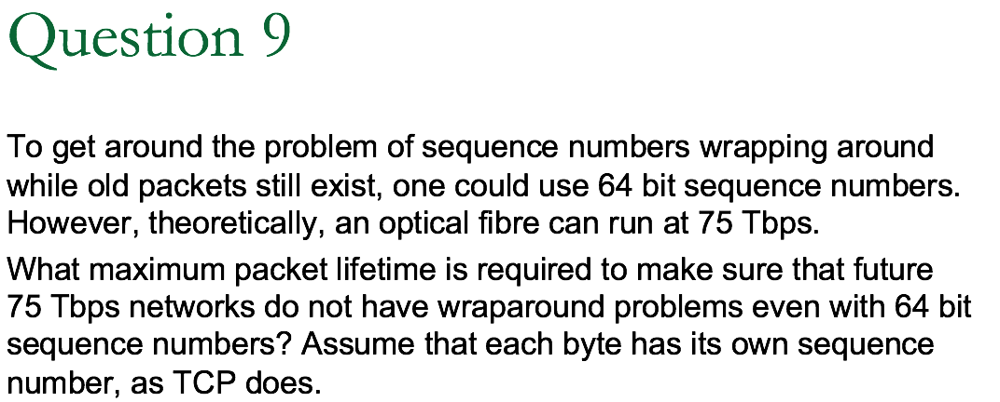 Question 9
To get around the problem of sequence numbers wrapping around
while old packets still exist, one could use 64 bit sequence numbers.
However, theoretically, an optical fibre can run at 75 Tbps.
What maximum packet lifetime is required to make sure that future
75 Tbps networks do not have wraparound problems even with 64 bit
sequence numbers? Assume that each byte has its own sequence
number, as TCP does.